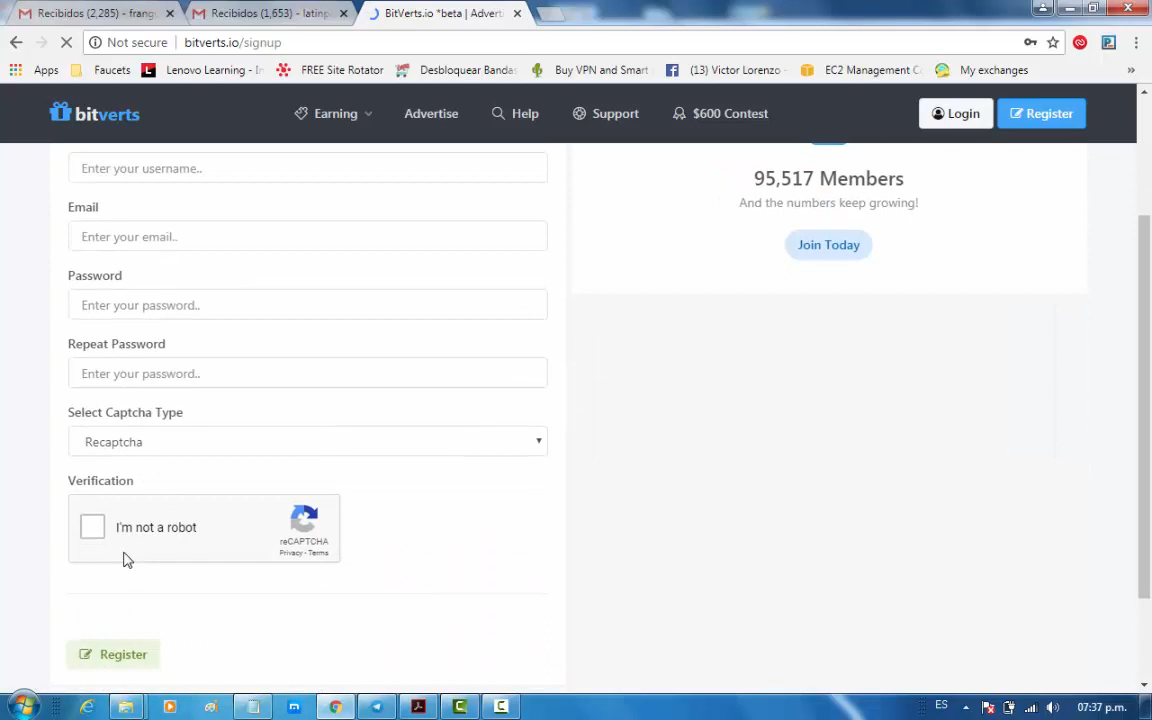 Recibidos (2,285) - frangu
Recibidos (1,653) - latinp
BitVerts.io *beta | Advert
Not secure
bitverts.io/signup
Apps
Faucets
Lenovo Learning - In
FREE Site Rotator
Desbloquear Banda
Buy VPN and Smart
(13) Victor Lorenzo
EC2 Management Co
My exchanges
»
bitverts
Earning
Advertise
Help
Support
$600 Contest
Login
Register
Enter your username..
Email
Enter your email..
Password
Enter your password..
Repeat Password
Enter your password..
Select Captcha Type
Recaptcha
Verification
I'm not a robot
reCAPTCHA
Privacy - Terms
Register
95,517 Members
And the numbers keep growing!
Join Today
ES
07:37 p.m.